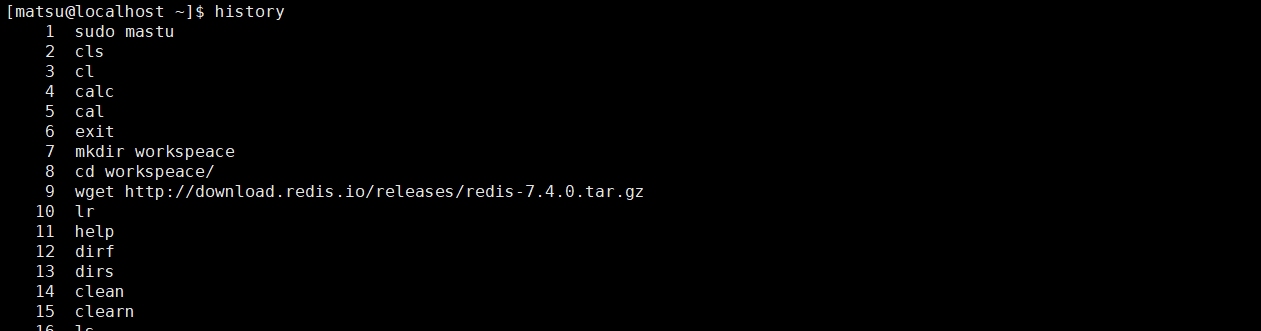 [matsu@localhost ~]$ history
1 sudo mastu
2 cls
3 cl
4 calc
5 cal
6 exit
7 mkdir workspeace
8 cd workspeace/
9 wget http://download.redis.io/releases/redis-7.4.0.tar.gz
10 lr
11 help
12 dirf
13 dirs
14 clean
15 clearn
16 ls